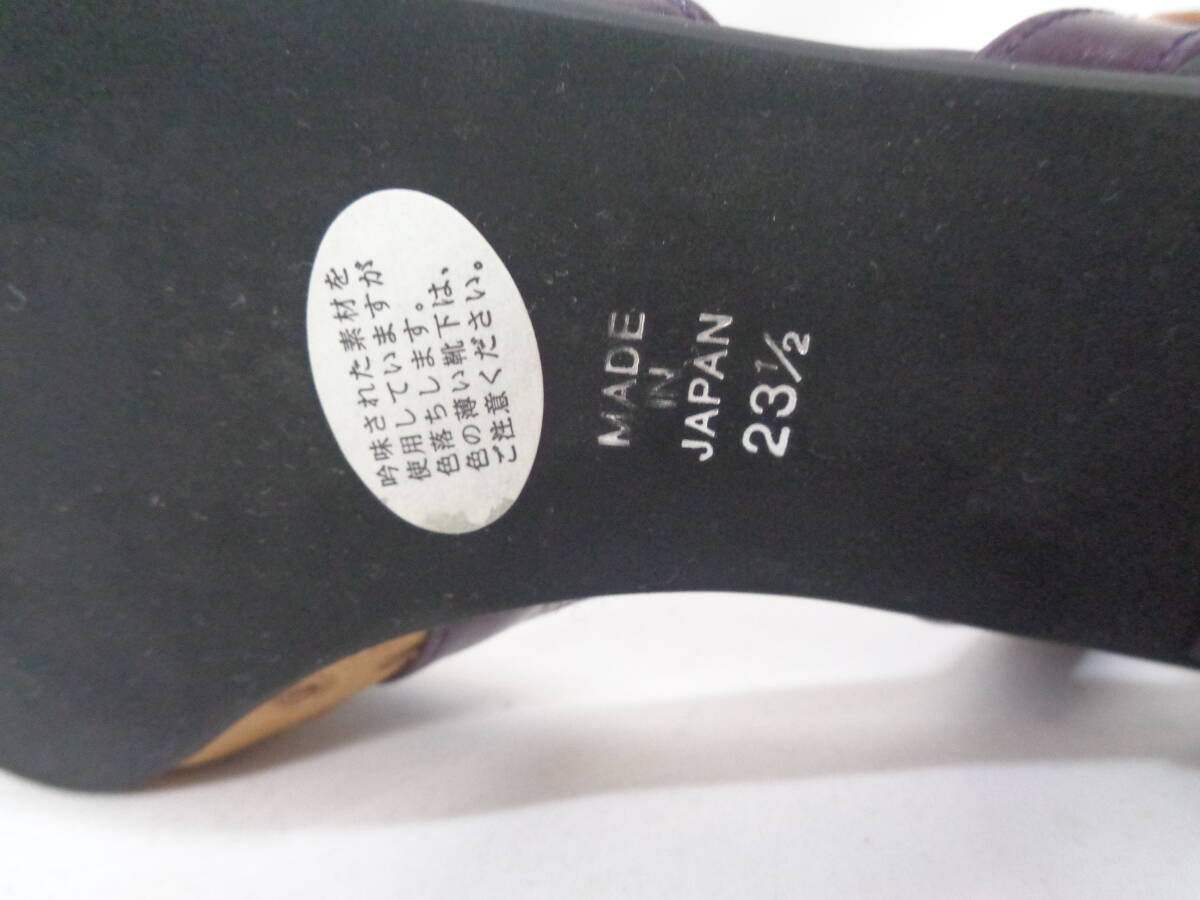 吟味された素材を
使用していますが
色落ちします。
色の薄い靴下は、
ご注意ください。
MADE
IN
JAPAN
23½